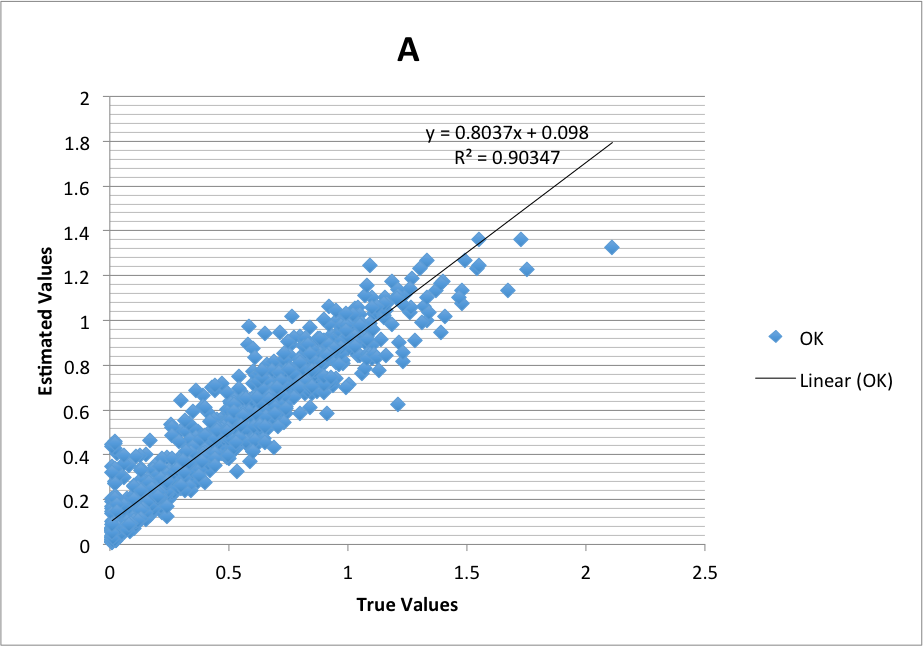 A
y = 0.8037x + 0.098
R² = 0.90347
2
1.8
1.6
1.4
1.2
1
0.8
0.6
0.4
0.2
0
Estimated Values
0 0.5 1 1.5 2 2.5
True Values
OK
Linear (OK)